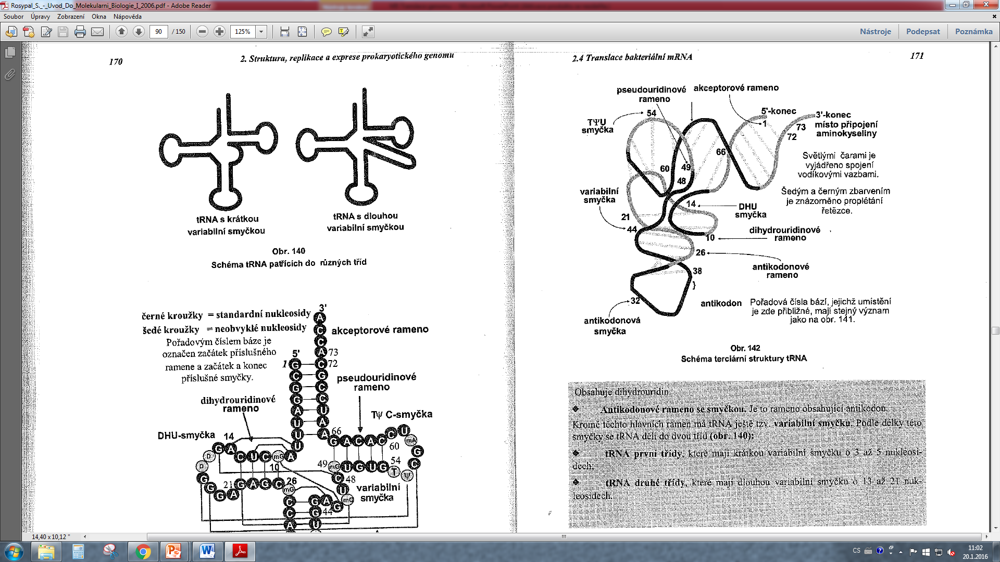 Rosypal_S._-_Uvod_Do_Molekularni_Biologie_I_2006.pdf - Adobe Reader
Soubor Úpravy Zobrazení Okna Nápověda
90 / 150 125%
Nástroje Podepsat Poznámka
170 2. Struktura, replikace a exprese prokaryotického genomu
tRNA s krátkou
variabilní smyčkou
tRNA s dlouhou
variabilní smyčkou
Obr. 140
Schéma tRNA patřících do různých tříd
černé kroužky = standardní nukleosidy
šedé kroužky = neobvyklé nukleosidy
Pořadovým číslem báze je
označen začátek příslušného
ramene a začátek a konec
příslušné smyčky.
3'
A
C
C
A 73
C 72
G
C
C
U
A
A
akceptorové rameno
5'
1 G
C
G
G
A
U
U
U
pseudouridinové
rameno
dihydrouridinové
rameno
TΨ C-smyčka
DHU-smyčka 14
66
G A C A C C U
mA
G
C
60
54
49 mG U G U G T Ψ
G A C U C mG A
D
D
G
G
G A
10
21 G A G C 26
mG
C 48
U
mG
variabilní
smyčka
C
C
A
G A G
G 44
U
2.4 Translace bakteriální mRNA 171
pseudouridinové
rameno
akceptorové rameno
54
TΨU
smyčka
5'-konec
1
3'-konec
místo připojení
aminokyseliny
73
72
66
60
49
48
Světlými čarami je
vyjádřeno spojení
vodíkovými vazbami.
variabilní
smyčka
Šedým a černým zbarvením
je znázorněno proplétání
řetězce.
14
DHU
smyčka
21
44
dihydrouridinové
rameno
10
26
antikodonové
rameno
38
}
antikodon
32
antikodonová
smyčka
Pořadová čísla bází, jejichž umístění
je zde přibližné, mají stejný význam
jako na obr. 141.
Obr. 142
Schéma terciární struktury tRNA
Obsahuje dihydrouridin.
❖ Antikodonové rameno se smyčkou. Je to rameno obsahující antikodon.
Kromě těchto hlavních ramen má tRNA ještě tzv. variabilní smyčku. Podle délky této
smyčky se tRNA dělí do dvou tříd (obr. 140):
❖ tRNA první třídy, které mají krátkou variabilní smyčku o 3 až 5 nukleosi-
dech;
❖ tRNA druhé třídy, které mají dlouhou variabilní smyčku o 13 až 21 nuk-
leosidech.
14,40 x 10,12 "
CS
11:02
20.1.2016